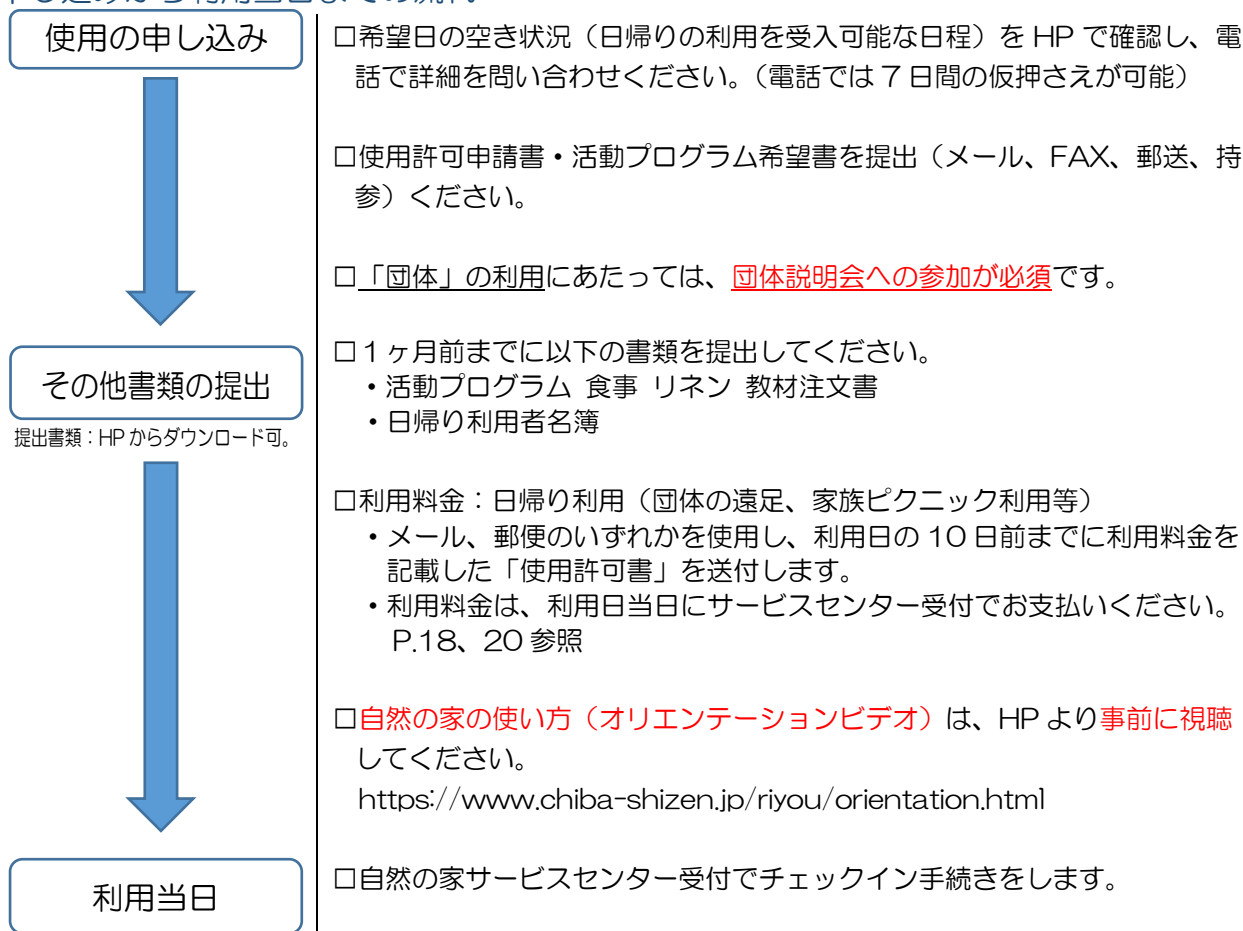 使用の申し込み
□希望日の空き状況（日帰りの利用を受入可能な日程）を HP で確認し、電
話で詳細を問い合わせください。（電話では 7 日間の仮押さえが可能）
□使用許可申請書・活動プログラム希望書を提出（メール、FAX、郵送、持
参）ください。
□「団体」の利用にあたっては、団体説明会への参加が必須です。
その他書類の提出
提出書類：HP からダウンロード可。
□１ヶ月前までに以下の書類を提出してください。
・活動プログラム 食事 リネン 教材注文書
・日帰り利用者名簿
□利用料金：日帰り利用（団体の遠足、家族ピクニック利用等）
・メール、郵便のいずれかを使用し、利用日の 10 日前までに利用料金を
記載した「使用許可書」を送付します。
・利用料金は、利用日当日にサービスセンター受付でお支払いください。
P.18、20 参照
□自然の家の使い方（オリエンテーションビデオ）は、HP より事前に視聴
してください。
https://www.chiba-shizen.jp/riyou/orientation.html
利用当日
□自然の家サービスセンター受付でチェックイン手続きをします。